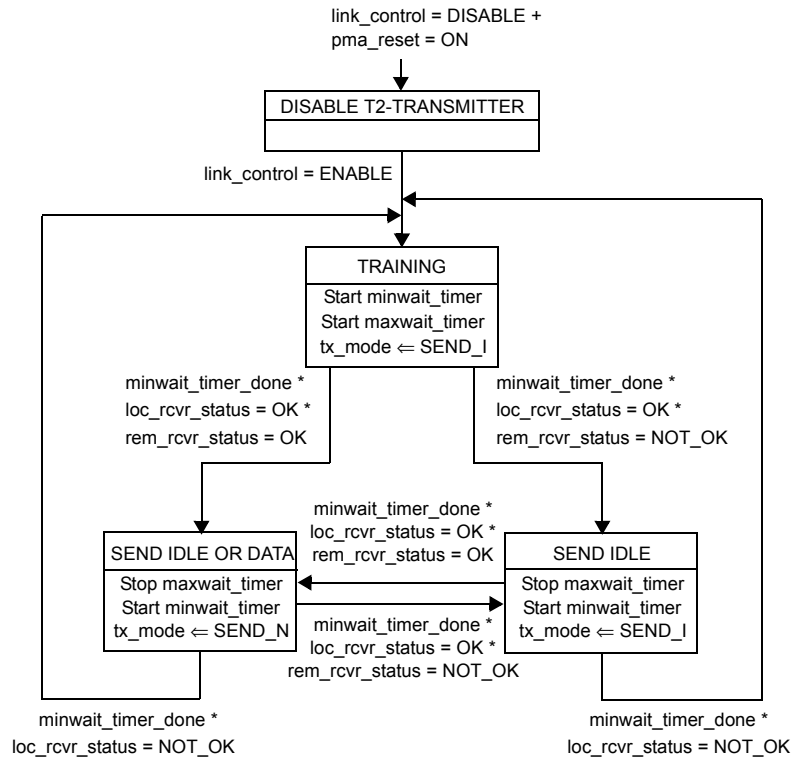 link_control = DISABLE +
pma_reset = ON
DISABLE T2-TRANSMITTER
link_control = ENABLE
TRAINING
Start minwait_timer
Start maxwait_timer
tx_mode ⇐ SEND_I
minwait_timer_done *
loc_rcvr_status = OK *
rem_rcvr_status = OK
minwait_timer_done *
loc_rcvr_status = OK *
rem_rcvr_status = NOT_OK
minwait_timer_done *
loc_rcvr_status = OK *
rem_rcvr_status = OK
SEND IDLE OR DATA
Stop maxwait_timer
Start minwait_timer
tx_mode ⇐ SEND_N
SEND IDLE
Stop maxwait_timer
Start minwait_timer
tx_mode ⇐ SEND_I
minwait_timer_done *
loc_rcvr_status = OK *
rem_rcvr_status = NOT_OK
minwait_timer_done *
loc_rcvr_status = NOT_OK
minwait_timer_done *
loc_rcvr_status = NOT_OK